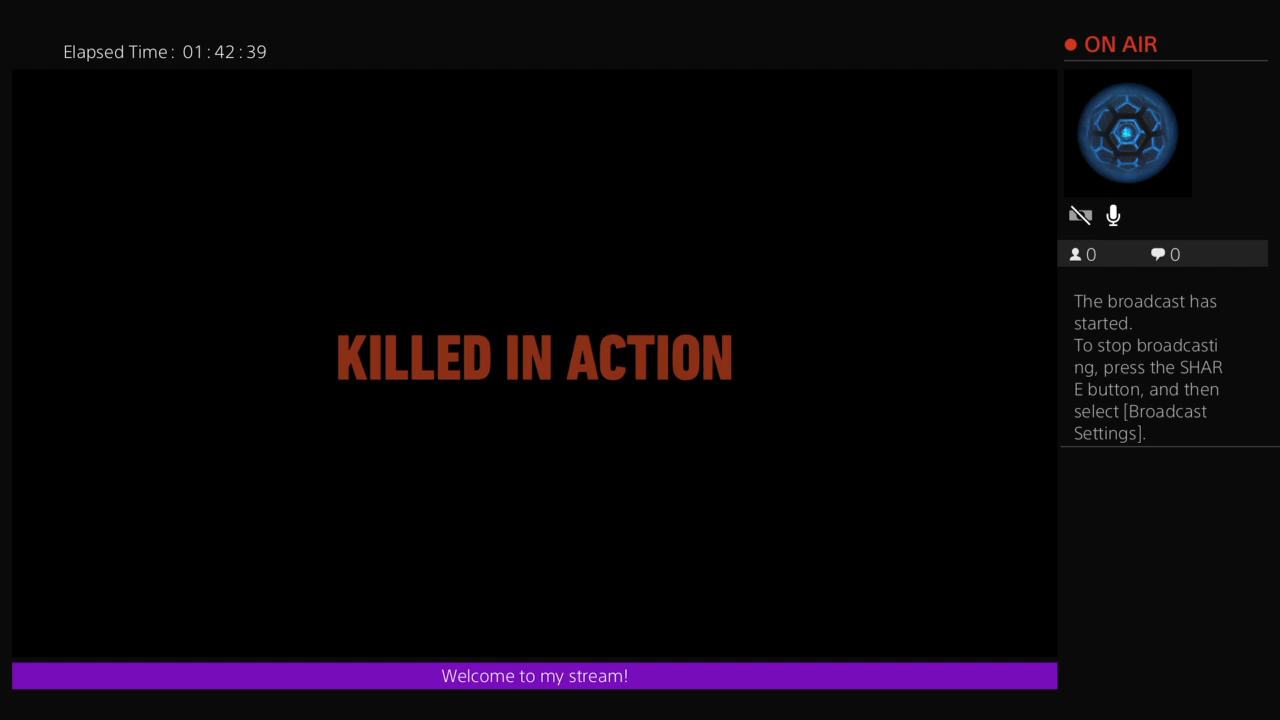 Elapsed Time: 01:42:39
ON AIR
0 0
The broadcast has
started.
To stop broadcasti
ng, press the SHAR
E button, and then
select [Broadcast
Settings].
KILLED IN ACTION
Welcome to my stream!